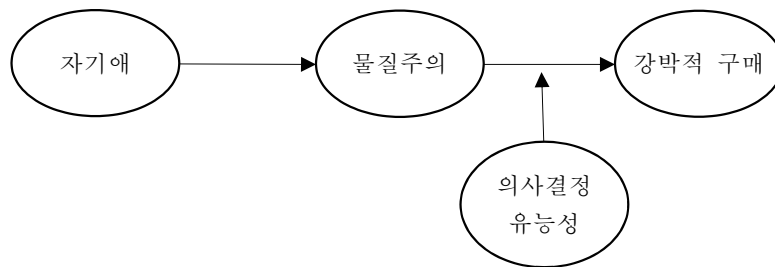 자기애
물질주의
강박적 구매
의사결정
유능성